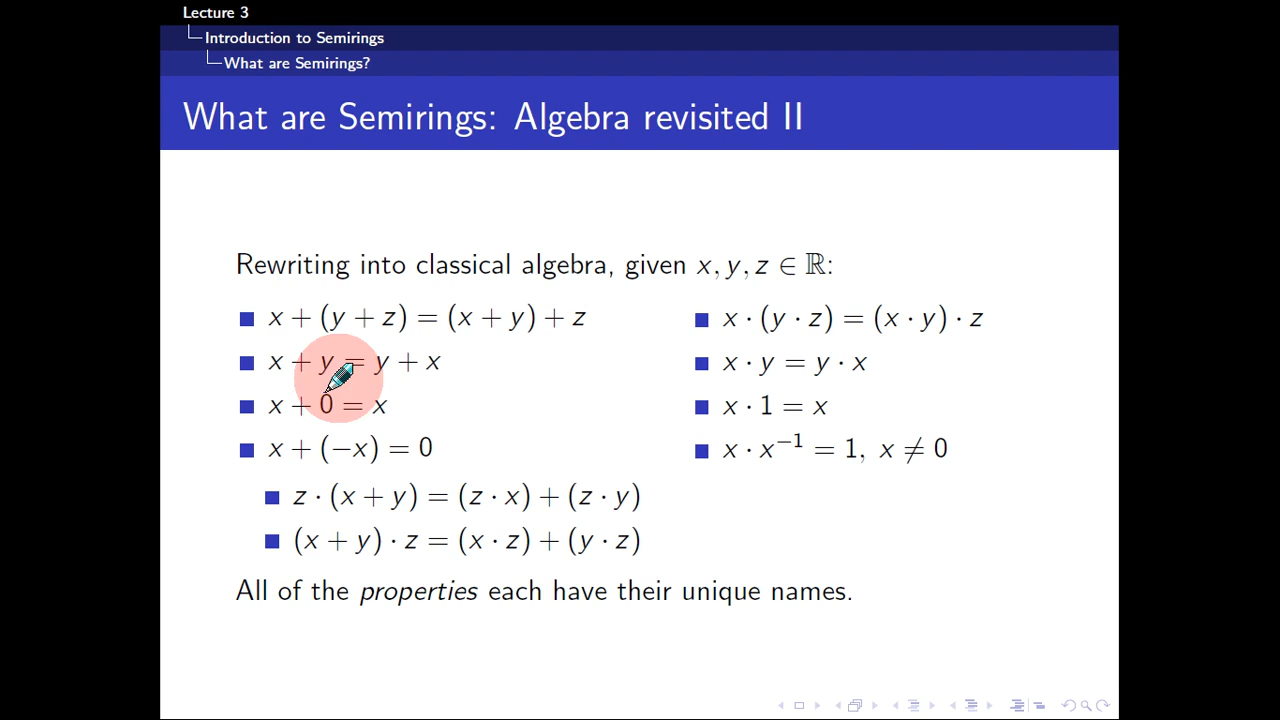 Lecture 3
Introduction to Semirings
What are Semirings?
What are Semirings: Algebra revisited II
Rewriting into classical algebra, given x, y, z ∈ ℝ:
x + (y + z) = (x + y) + z
x + y = y + x
x + 0 = x
x + (−x) = 0
x · (y · z) = (x · y) · z
x · y = y · x
x · 1 = x
x · x⁻¹ = 1, x ≠ 0
z · (x + y) = (z · x) + (z · y)
(x + y) · z = (x · z) + (y · z)
All of the properties each have their unique names.